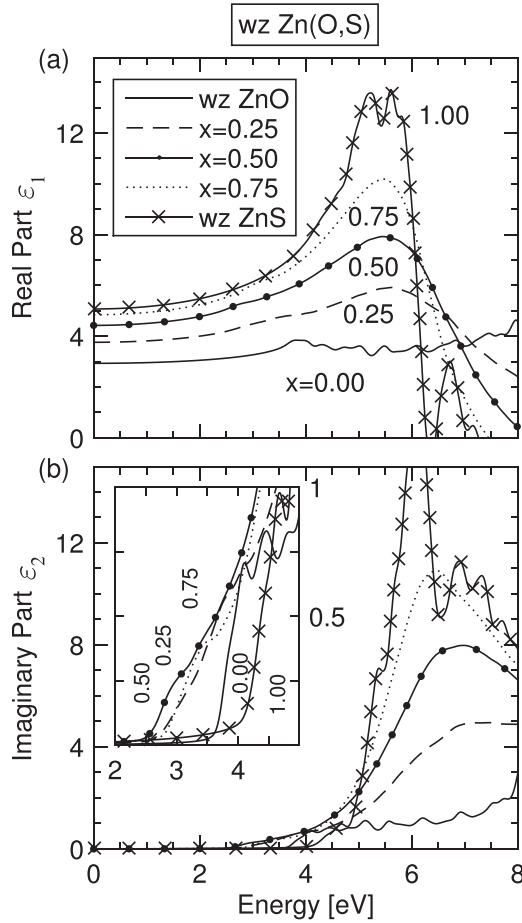 wz Zn(O,S)
(a)
wz ZnO
x=0.25
x=0.50
x=0.75
wz ZnS
1.00
0.75
0.50
0.25
x=0.00
Real Part ε₁
12
8
4
0
(b)
Imaginary Part ε₂
12
8
4
0
1
0.5
0.50
0.25
0.75
0.00
1.00
2 3 4
0 2 4 6 8
Energy [eV]